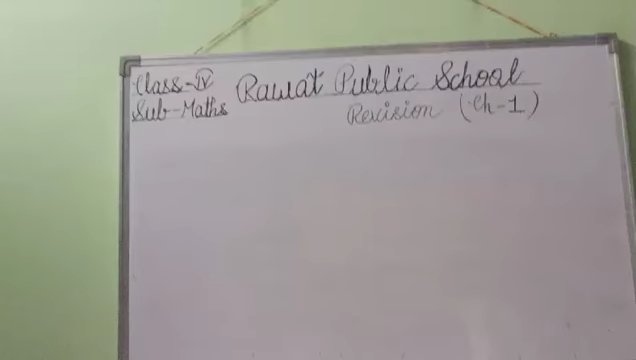 Class-IV Rawat Public School
Sub-Maths Revision (Ch-1)